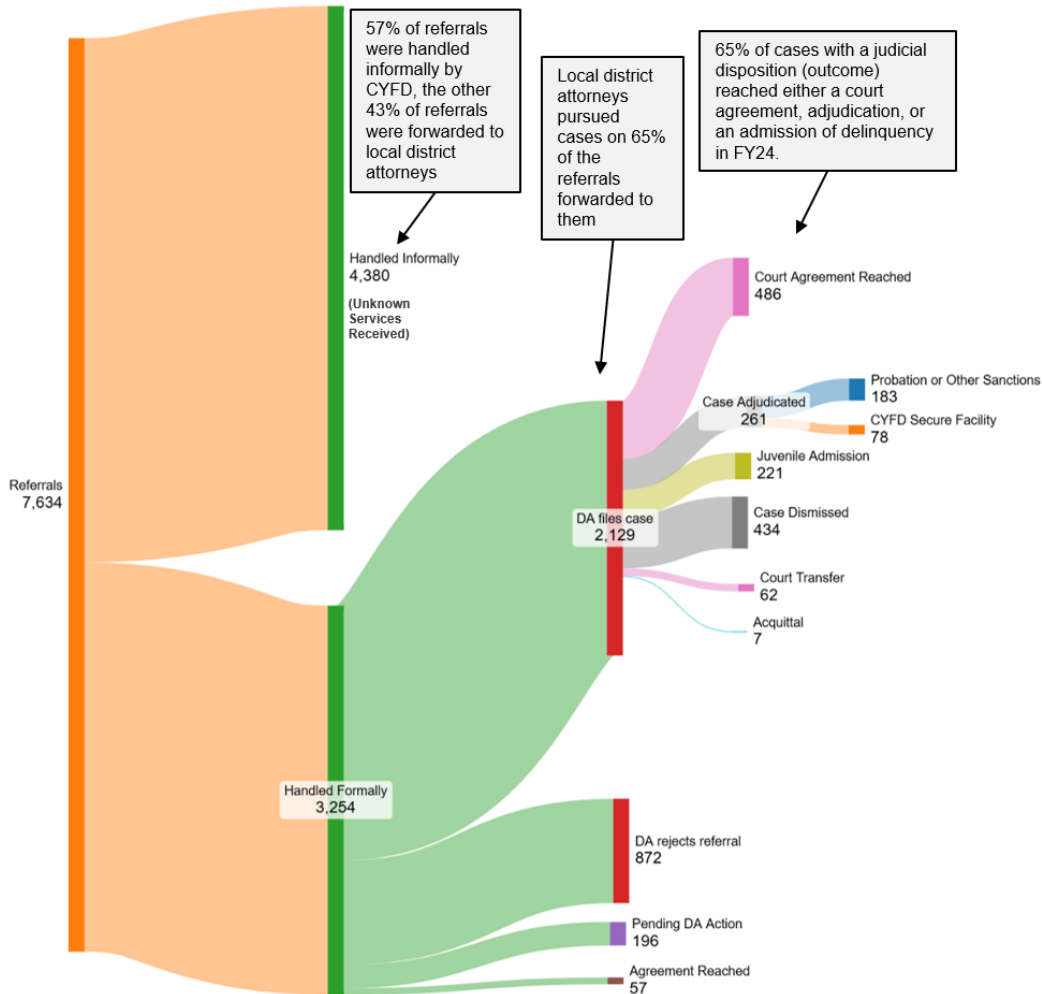 57% of referrals
were handled
informally by
CYFD, the other
43% of referrals
were forwarded to
local district
attorneys
Local district
attorneys
pursued
cases on 65%
of the
referrals
forwarded to
them
65% of cases with a judicial
disposition (outcome)
reached either a court
agreement, adjudication, or
an admission of delinquency
in FY24.
Handled Informally
4,380
(Unknown
Services
Received)
Court Agreement Reached
486
Probation or Other Sanctions
183
Case Adjudicated
261
CYFD Secure Facility
78
Juvenile Admission
221
Referrals
7,634
DA files case
2,129
Case Dismissed
434
Court Transfer
62
Acquittal
7
Handled Formally
3,254
DA rejects referral
872
Pending DA Action
196
Agreement Reached
57